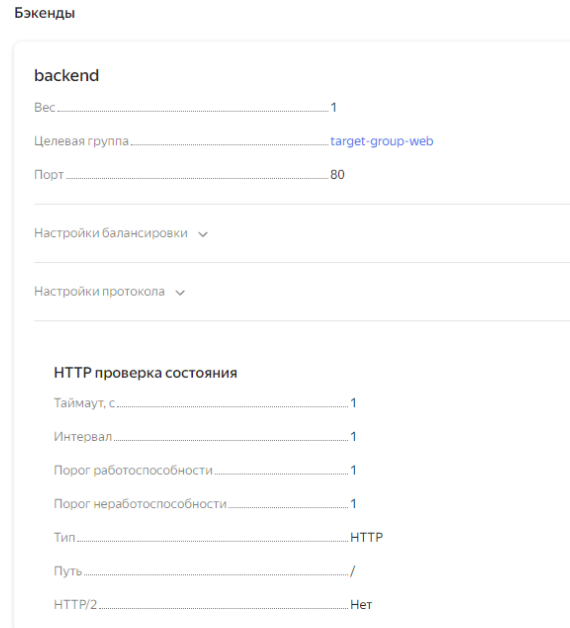 Бэкенды
backend
Вес 1
Целевая группа target-group-web
Порт 80
Настройки балансировки
Настройки протокола
HTTP проверка состояния
Таймаут, с 1
Интервал 1
Порог работоспособности 1
Порог неработоспособности 1
Тип HTTP
Путь /
HTTP/2 Нет